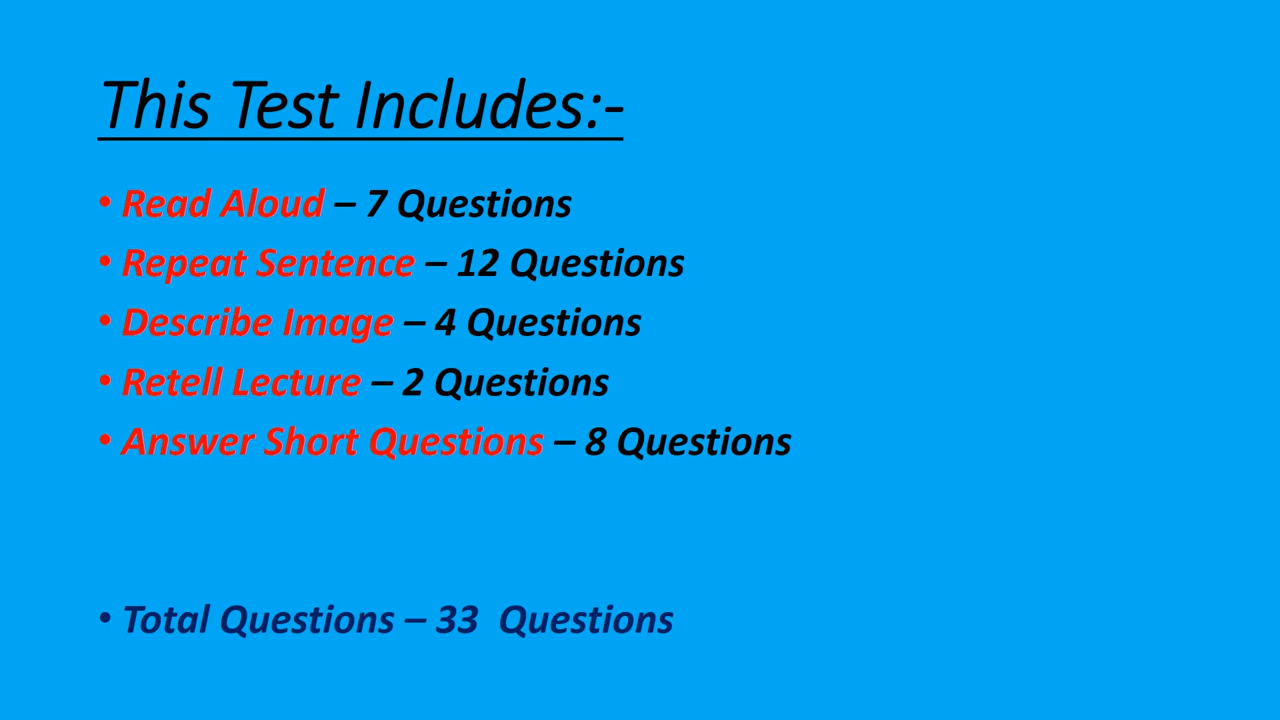 This Test Includes:-
• Read Aloud – 7 Questions
• Repeat Sentence – 12 Questions
• Describe Image – 4 Questions
• Retell Lecture – 2 Questions
• Answer Short Questions – 8 Questions
• Total Questions – 33  Questions